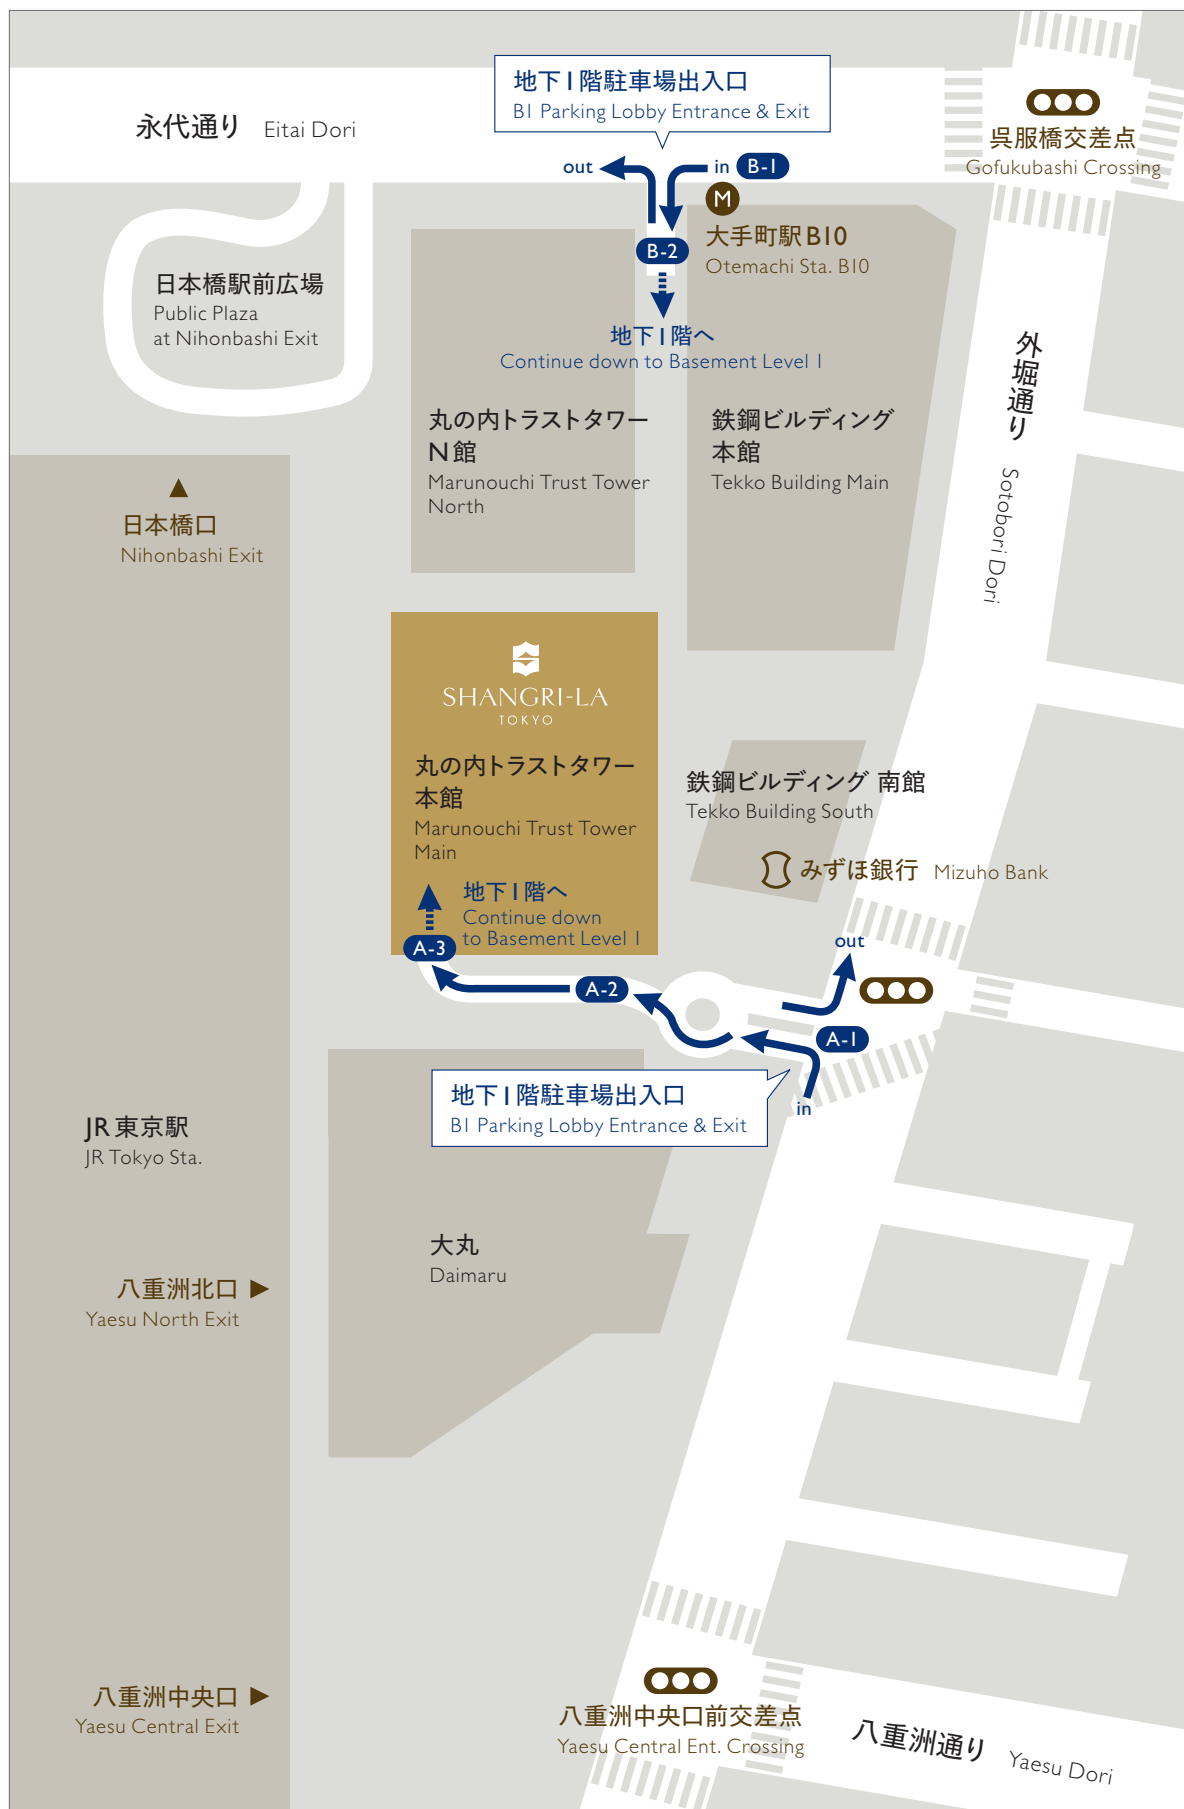 地下1階駐車場出入口
B1 Parking Lobby Entrance & Exit
永代通り Eitai Dori
呉服橋交差点
Gofukubashi Crossing
out
in B-1
M
B-2
大手町駅B10
Otemachi Sta. B10
日本橋駅前広場
Public Plaza
at Nihonbashi Exit
地下1階へ
Continue down to Basement Level 1
外堀通り Sotobori Dori
丸の内トラストタワー
N館
Marunouchi Trust Tower
North
鉄鋼ビルディング
本館
Tekko Building Main
日本橋口
Nihonbashi Exit
SHANGRI-LA
TOKYO
丸の内トラストタワー
本館
Marunouchi Trust Tower
Main
鉄鋼ビルディング 南館
Tekko Building South
みずほ銀行 Mizuho Bank
地下1階へ
Continue down
to Basement Level 1
A-3
out
A-2
A-1
地下1階駐車場出入口
B1 Parking Lobby Entrance & Exit
in
JR東京駅
JR Tokyo Sta.
大丸
Daimaru
八重洲北口
Yaesu North Exit
八重洲中央口
Yaesu Central Exit
八重洲中央口前交差点
Yaesu Central Ent. Crossing
八重洲通り Yaesu Dori